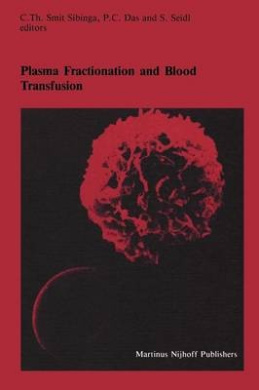 C.Th. Smit Sibinga, P.C. Das and S. Seidl
editors
Plasma Fractionation and Blood
Transfusion
Martinus Nijhoff Publishers